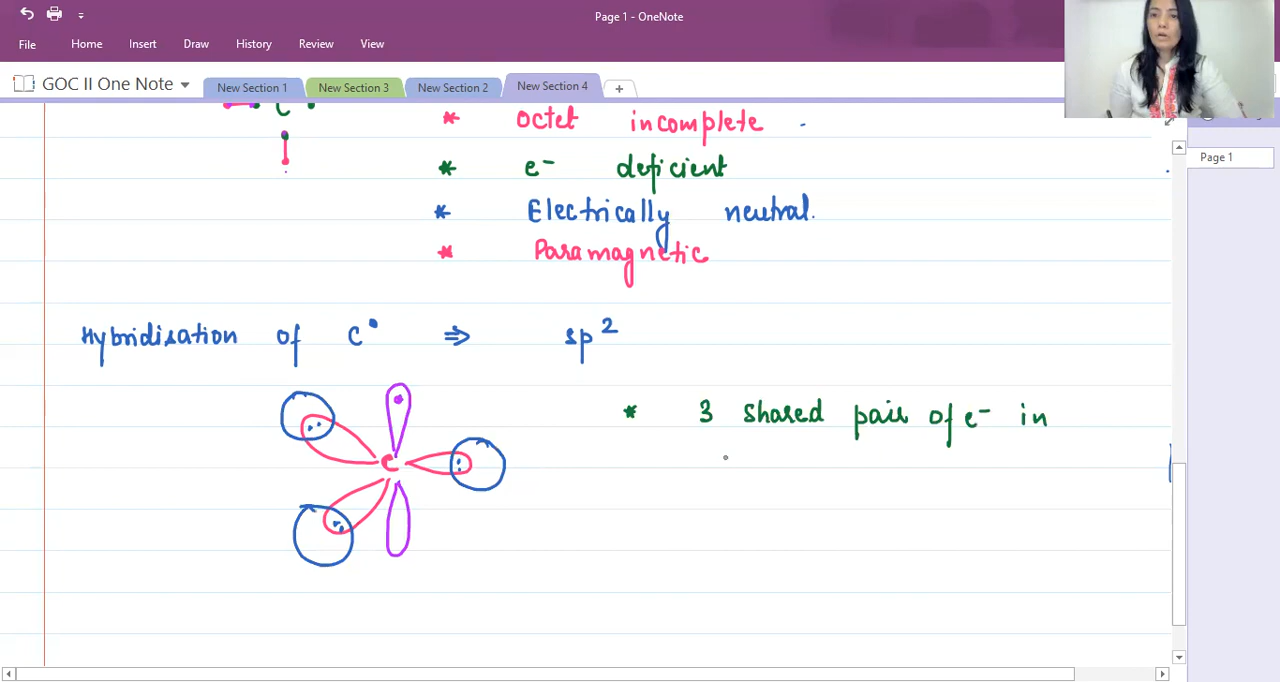 Page 1 - OneNote
File Home Insert Draw History Review View
GOC II One Note New Section 1 New Section 3 New Section 2 New Section 4 +
Page 1
C
* Octet incomplete
* e⁻ deficient
* Electrically neutral.
* Paramagnetic
Hybridisation of C• ⇒ sp²
* 3 shared pair of e⁻ in
C